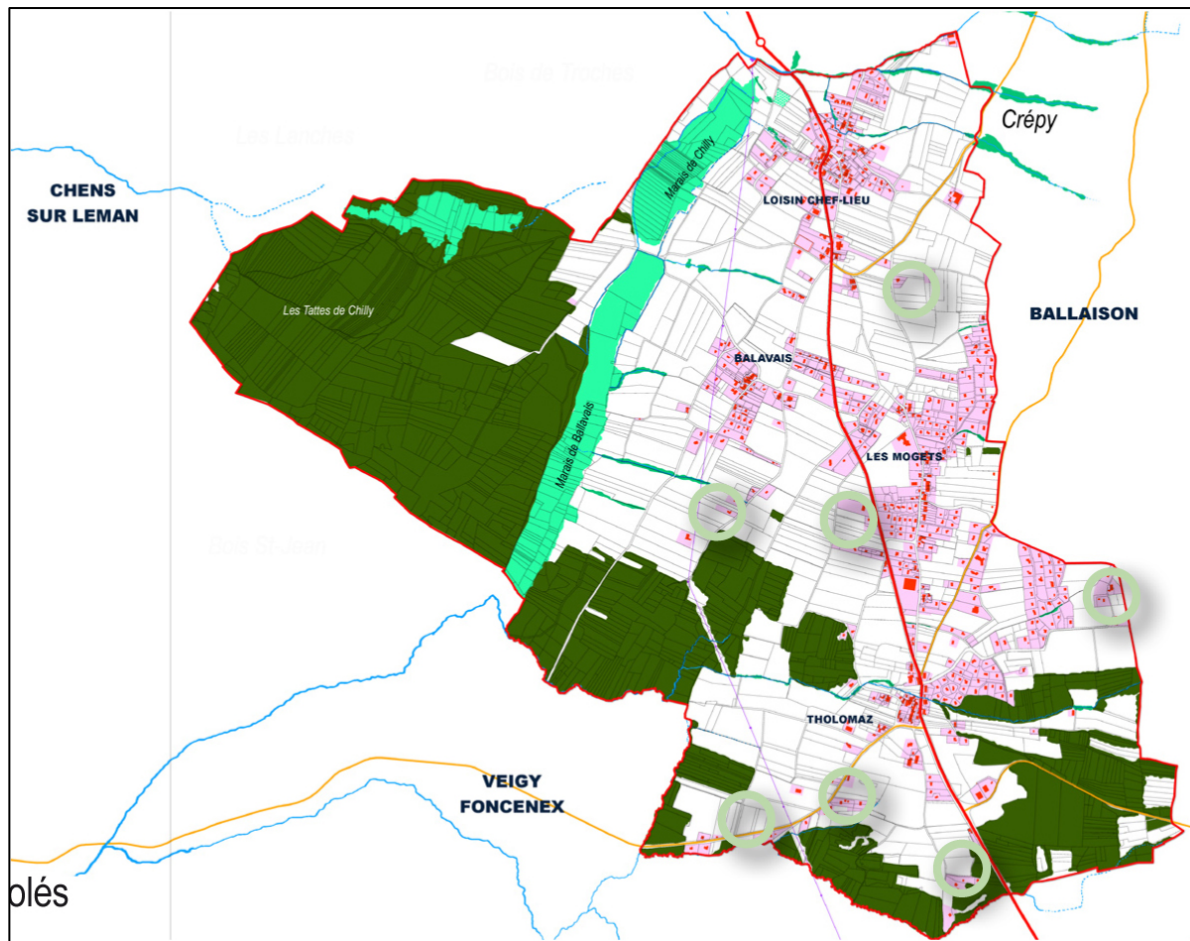 Bois de Troches
Les Lanches
Crépy
CHENS
SUR LEMAN
Marais de Chilly
LOISIN CHEF-LIEU
Les Tattes de Chilly
BALLAISON
BALAVAIS
Marais de Ballavais
LES MOGETS
Bois St-Jean
THOLOMAZ
VEIGY
FONCENEX
olés